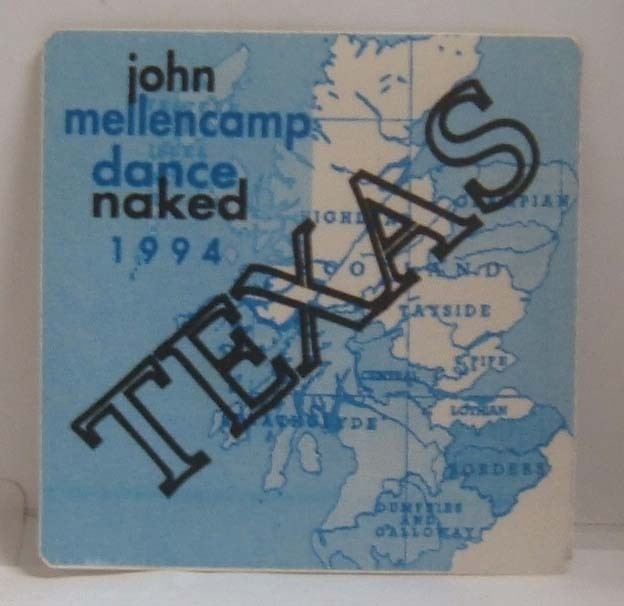 john
mellencamp
dance
naked
1994
TEXAS
HIGHLAND
GRAMPIAN
SCOTLAND
TAYSIDE
FIFE
CENTRAL
LOTHIAN
STRATHCLYDE
BORDERS
DUMFRIES
AND
GALLOWAY